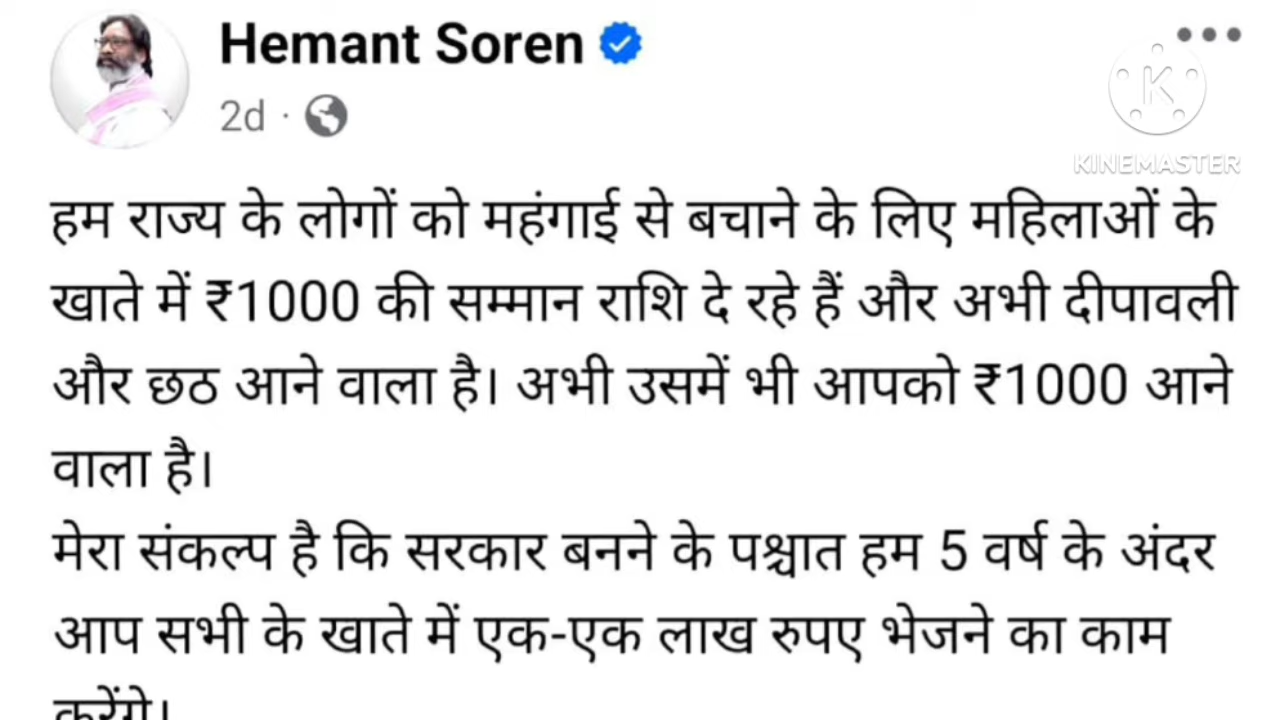 Hemant Soren
2d ·
K
KINEMASTER
हम राज्य के लोगों को महंगाई से बचाने के लिए महिलाओं के
खाते में ₹1000 की सम्मान राशि दे रहे हैं और अभी दीपावली
और छठ आने वाला है। अभी उसमें भी आपको ₹1000 आने
वाला है।
मेरा संकल्प है कि सरकार बनने के पश्चात हम 5 वर्ष के अंदर
आप सभी के खाते में एक-एक लाख रुपए भेजने का काम
करेंगे।